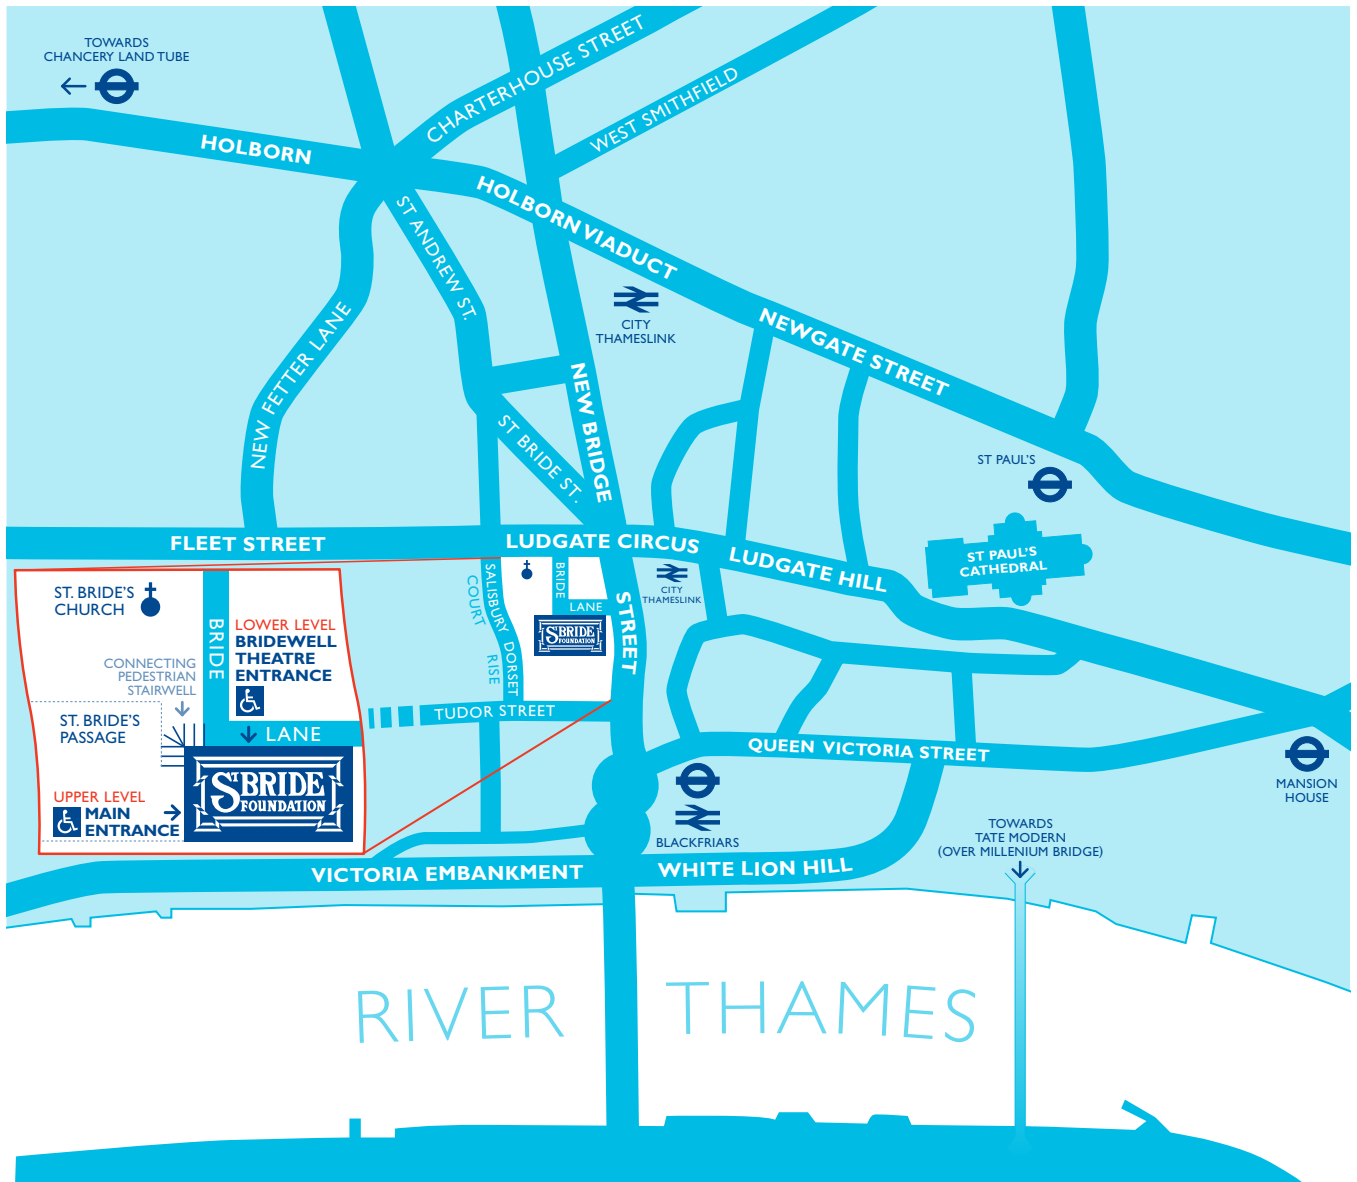 TOWARDS
CHANCERY LAND TUBE
CHARTERHOUSE STREET
WEST SMITHFIELD
HOLBORN
HOLBORN VIADUCT
ST ANDREW ST.
CITY
THAMESLINK
NEW FETTER LANE
NEWGATE STREET
NEW BRIDGE
STREET
ST BRIDE ST.
ST PAUL'S
FLEET STREET
LUDGATE CIRCUS
LUDGATE HILL
ST PAUL'S
CATHEDRAL
CITY
THAMESLINK
SALISBURY
COURT
DORSET
RISE
BRIDE
LANE
ST BRIDE
FOUNDATION
ST. BRIDE'S
CHURCH
BRIDE
LOWER LEVEL
BRIDEWELL
THEATRE
ENTRANCE
CONNECTING
PEDESTRIAN
STAIRWELL
ST. BRIDE'S
PASSAGE
LANE
ST BRIDE
FOUNDATION
UPPER LEVEL
MAIN
ENTRANCE
TUDOR STREET
QUEEN VICTORIA STREET
MANSION
HOUSE
BLACKFRIARS
TOWARDS
TATE MODERN
(OVER MILLENIUM BRIDGE)
VICTORIA EMBANKMENT
WHITE LION HILL
RIVER THAMES